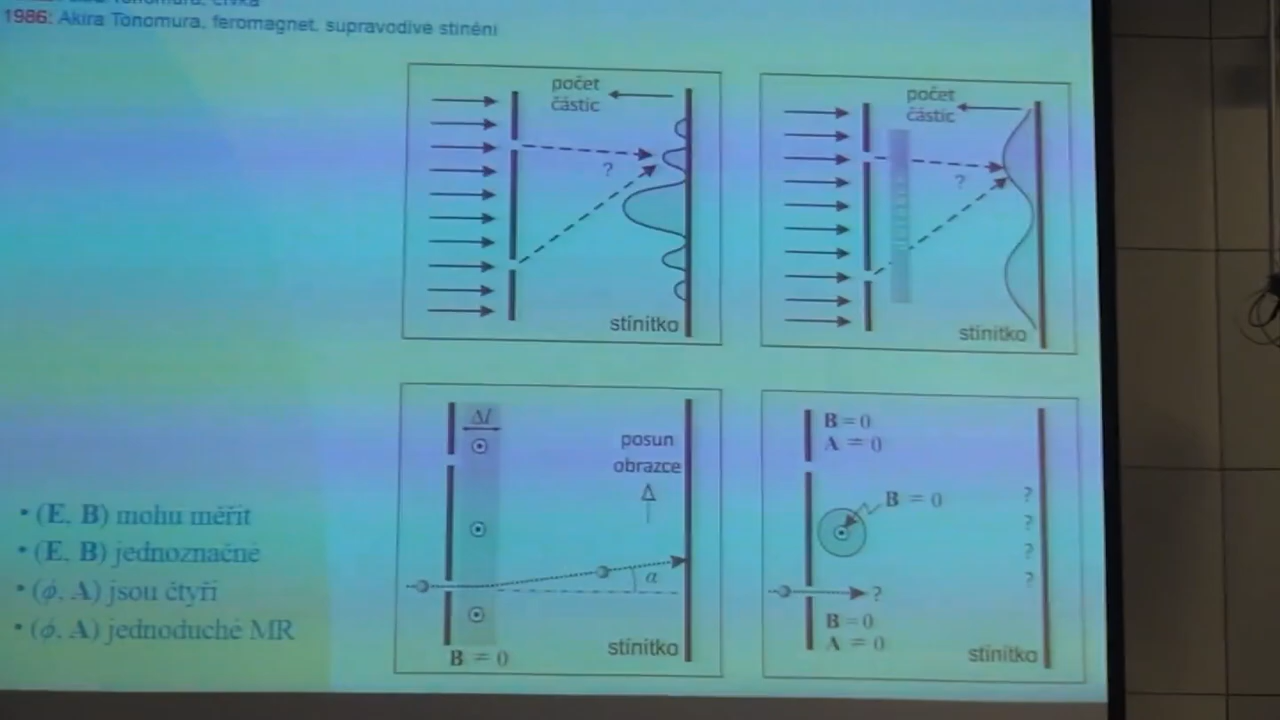 1986: Akira Tonomura, feromagnet, supravodivé stínění
počet
částic
?
stínítko
počet
částic
?
stínítko
Δl
posun
obrazce
Δ
α
stínítko
B = 0
B = 0
A = 0
B = 0
?
?
?
?
?
B = 0
A = 0
stínítko
• (E, B) mohu měřit
• (E, B) jednoznačné
• (ϕ, A) jsou čtyři
• (ϕ, A) jednoduché MR